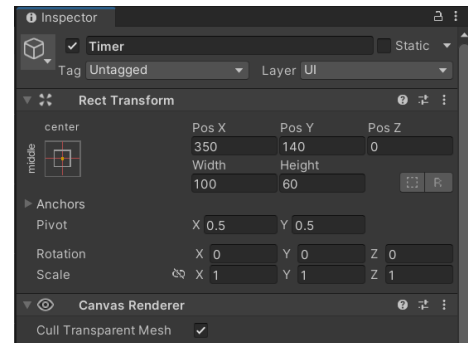 Inspector
Timer Static
Tag Untagged Layer UI
Rect Transform
center Pos X Pos Y Pos Z
middle 350 140 0
Width Height
100 60 R
Anchors
Pivot X 0.5 Y 0.5
Rotation X 0 Y 0 Z 0
Scale X 1 Y 1 Z 1
Canvas Renderer
Cull Transparent Mesh